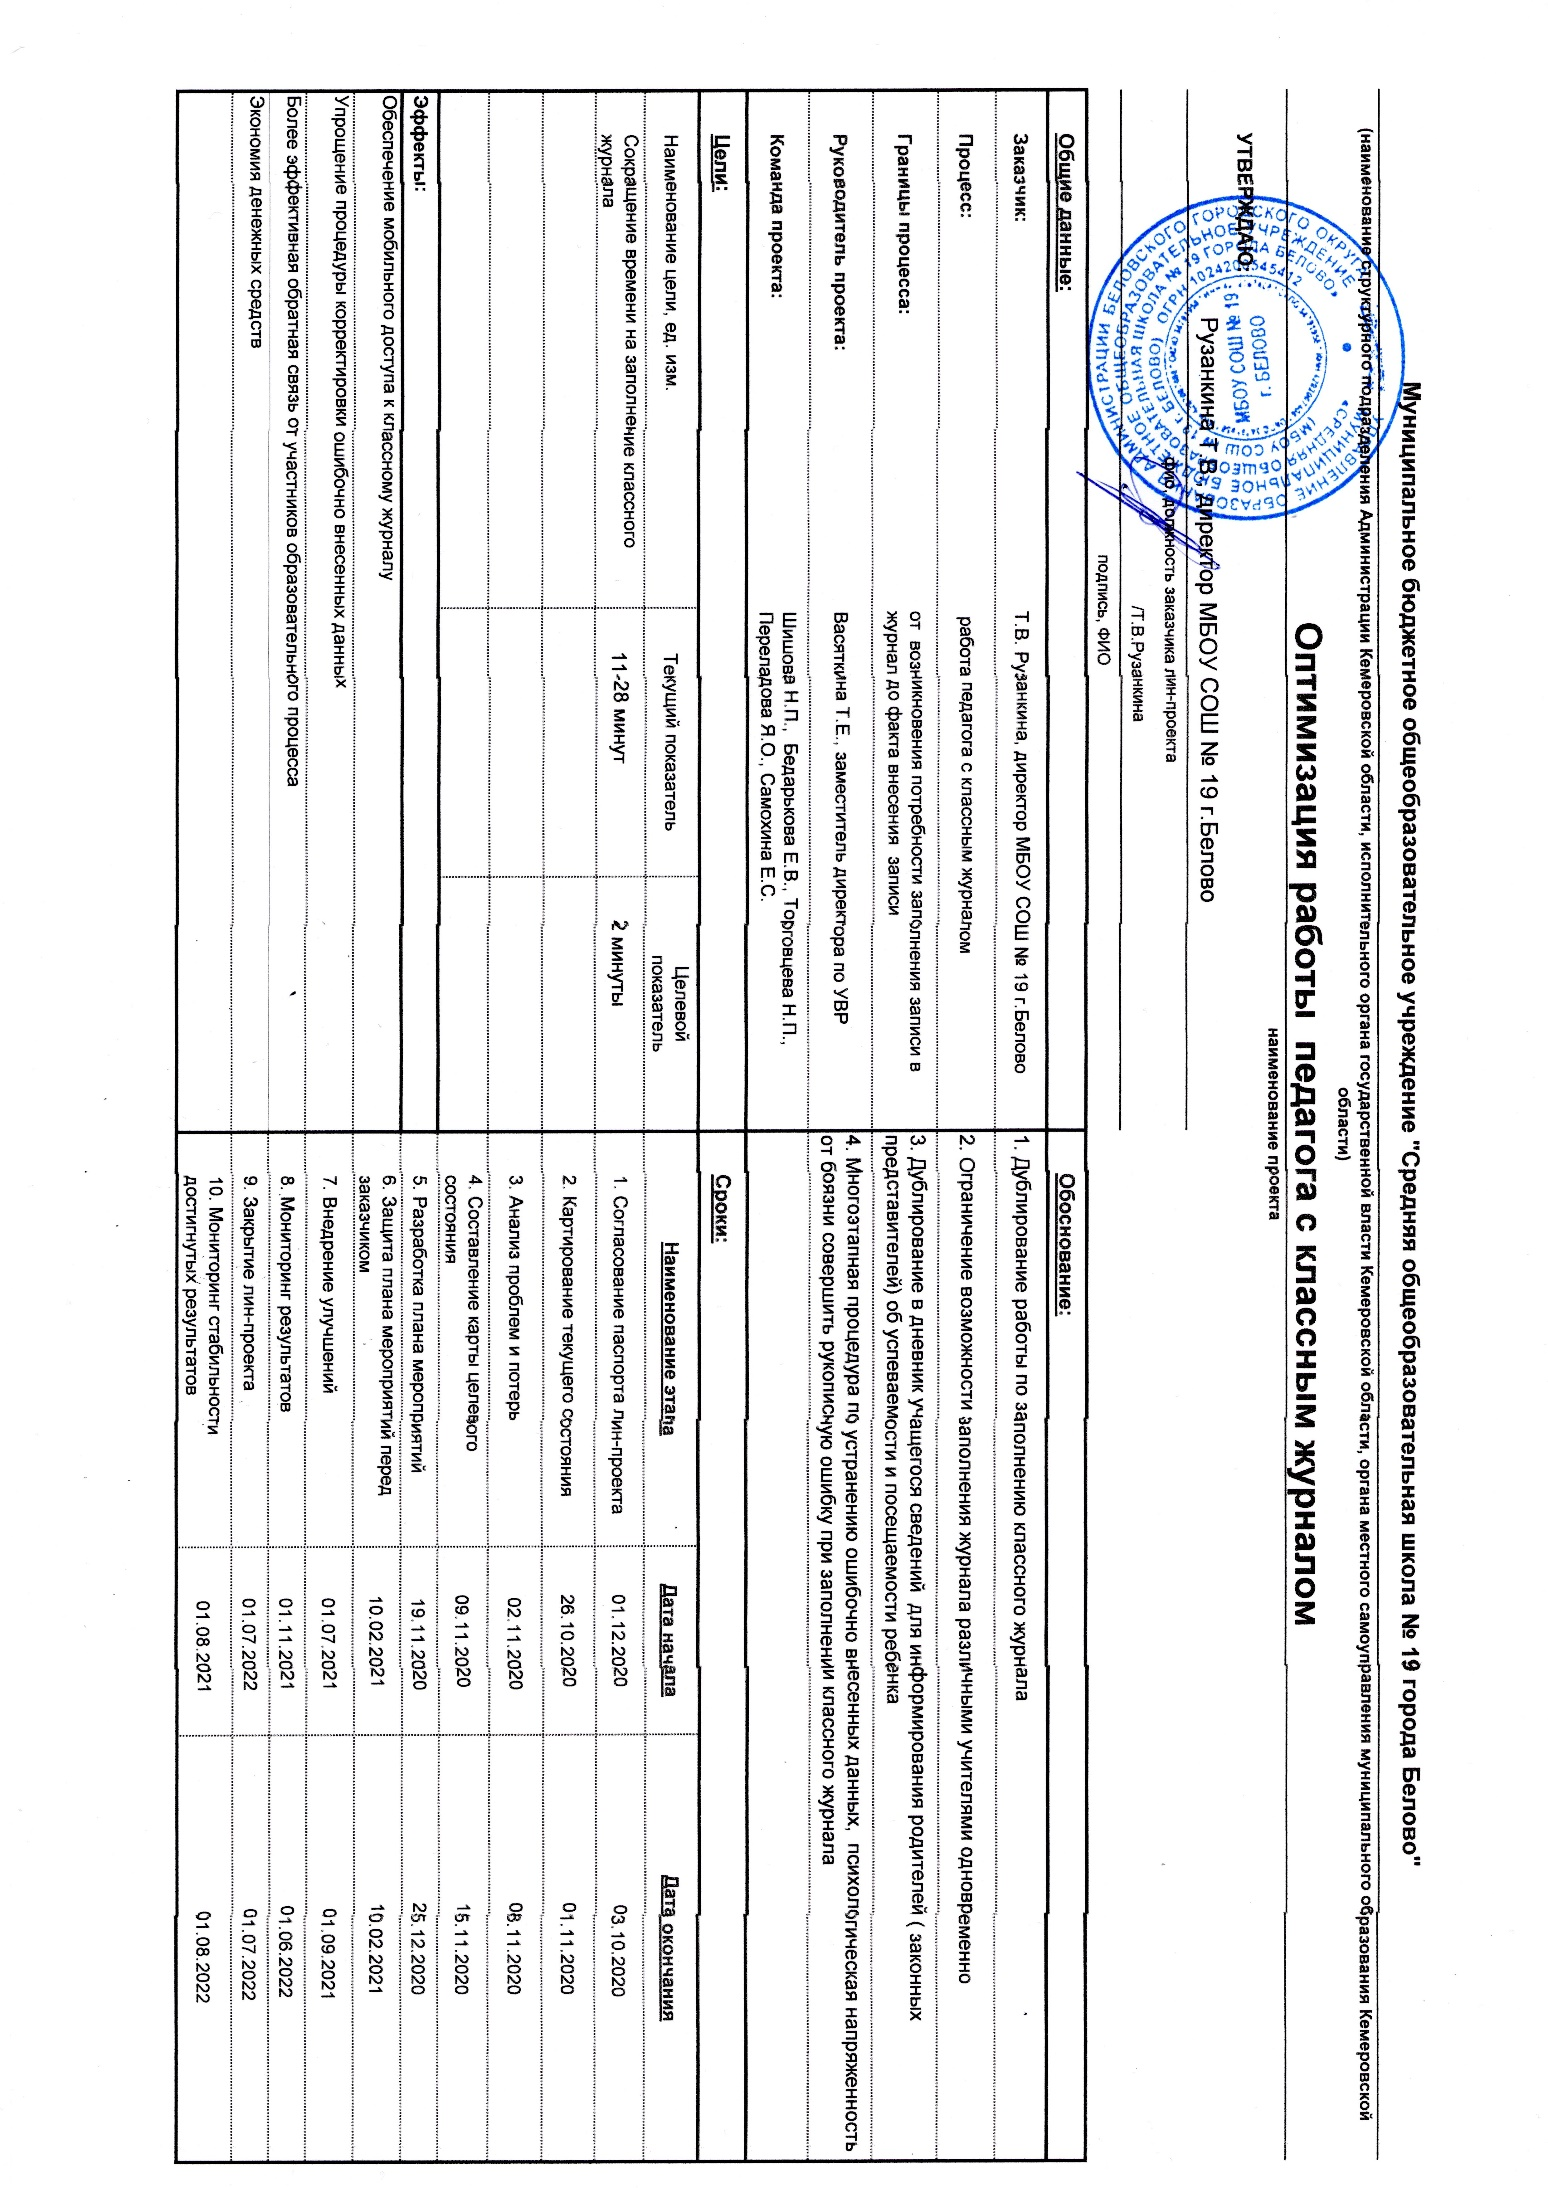 Муниципальное бюджетное общеобразовательное учреждение "Средняя общеобразовательная школа № 19 города Белово"
(наименование структурного подразделения Администрации Кемеровской области, исполнительного органа государственной власти Кемеровской области, органа местного самоуправления муниципального образования Кемеровской
области)
Оптимизация работы педагога с классным журналом
наименование проекта
УТВЕРЖДАЮ:
Рузанкина Т.В, директор МБОУ СОШ № 19 г.Белово
ФИО, должность заказчика лин-проекта
/Т.В.Рузанкина
подпись, ФИО
МБОУ СОШ № 19
г. БЕЛОВО
Общие данные:
Заказчик:
Т.В. Рузанкина, директор МБОУ СОШ № 19 г.Белово
Процесс:
работа педагога с классным журналом
Границы процесса:
от возникновения потребности заполнения записи в
журнал до факта внесения записи
Руководитель проекта:
Васяткина Т.Е., заместитель директора по УВР
Команда проекта:
Шишова Н.П., Бедарькова Е.В., Торговцева Н.П.,
Переладова Я.О., Самохина Е.С.
Обоснование:
1. Дублирование работы по заполнению классного журнала
2. Ограничение возможности заполнения журнала различными учителями одновременно
3. Дублирование в дневник учащегося сведений для информирования родителей ( законных
представителей) об успеваемости и посещаемости ребенка
4. Многоэтапная процедура по устранению ошибочно внесенных данных, психологическая напряженность
от боязни совершить рукописную ошибку при заполнении классного журнала
Цели:
Наименование цели, ед. изм.
Текущий показатель
Целевой
показатель
Сокращение времени на заполнение классного
журнала
11-28 минут
2 минуты
Эффекты:
Обеспечение мобильного доступа к классному журналу
Упрощение процедуры корректировки ошибочно внесенных данных
Более эффективная обратная связь от участников образовательного процесса
Экономия денежных средств
Сроки:
Наименование этапа
Дата начала
Дата окончания
1. Согласование паспорта лин-проекта
01.12.2020
03.10.2020
2. Картирование текущего состояния
26.10.2020
01.11.2020
3. Анализ проблем и потерь
02.11.2020
08.11.2020
4. Составление карты целевого
состояния
09.11.2020
15.11.2020
5. Разработка плана мероприятий
19.11.2020
25.12.2020
6. Защита плана мероприятий перед
заказчиком
10.02.2021
10.02.2021
7. Внедрение улучшений
01.07.2021
01.09.2021
8. Мониторинг результатов
01.11.2021
01.06.2022
9. Закрытие лин-проекта
01.07.2022
01.07.2022
10. Мониторинг стабильности
достигнутых результатов
01.08.2021
01.08.2022